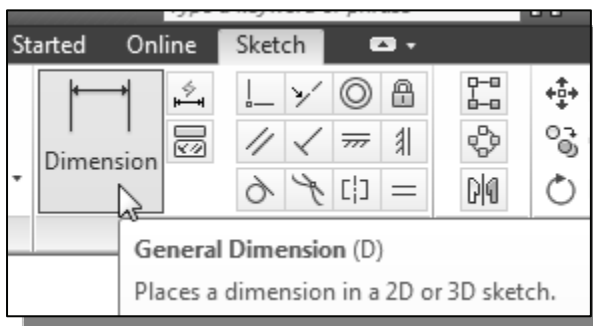 Started Online Sketch
Dimension
General Dimension (D)
Places a dimension in a 2D or 3D sketch.